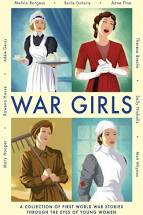 Melvin Burgess
Berlie Doherty
Anne Fine
Adèle Geras
Rowena House
Mary Hooper
Theresa Breslin
Sally Nicholls
Matt Whyman
WAR GIRLS
A COLLECTION OF FIRST WORLD WAR STORIES
THROUGH THE EYES OF YOUNG WOMEN